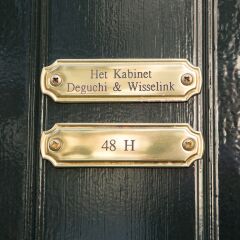 Het Kabinet
Deguchi & Wisselink
48 H